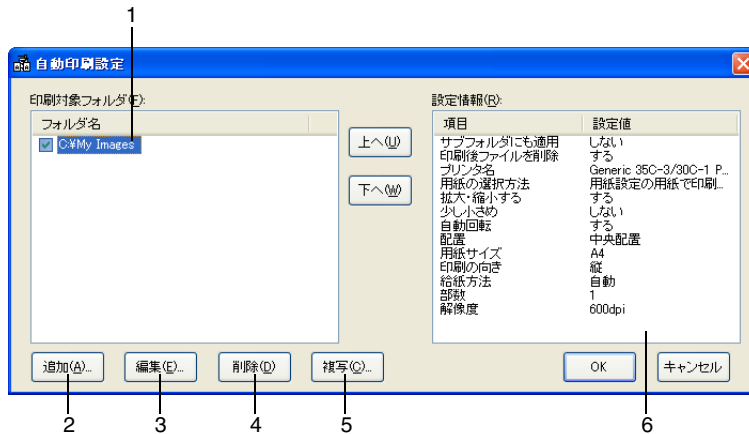 1
自動印刷設定
印刷対象フォルダ(F):
フォルダ名
C:¥My Images
上へ(U)
下へ(W)
設定情報(R):
項目 設定値
サブフォルダにも適用 しない
印刷後ファイルを削除 する
プリンタ名 Generic 35C-3/30C-1 P...
用紙の選択方法 用紙設定の用紙で印刷...
拡大・縮小する する
少し小さめ しない
自動回転 する
配置 中央配置
用紙サイズ A4
印刷の向き 縦
給紙方法 自動
部数 1
解像度 600dpi
追加(A)... 編集(E)... 削除(D) 複写(C)... OK キャンセル
2 3 4 5 6